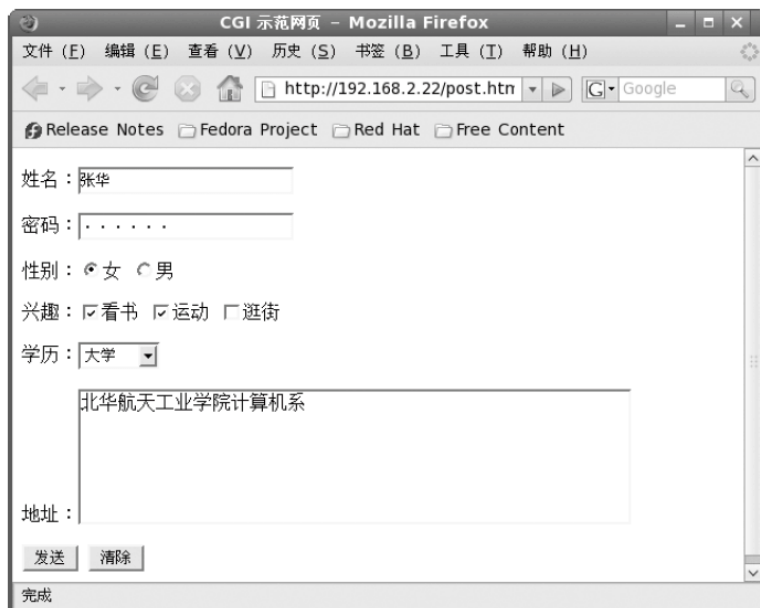 CGI 示范网页 – Mozilla Firefox
文件 (F) 编辑 (E) 查看 (V) 历史 (S) 书签 (B) 工具 (T) 帮助 (H)
http://192.168.2.22/post.htm G Google
Release Notes Fedora Project Red Hat Free Content
姓名：张华
密码：······
性别：女 男
兴趣：看书 运动 逛街
学历：大学
北华航天工业学院计算机系
地址：
发送 清除
完成